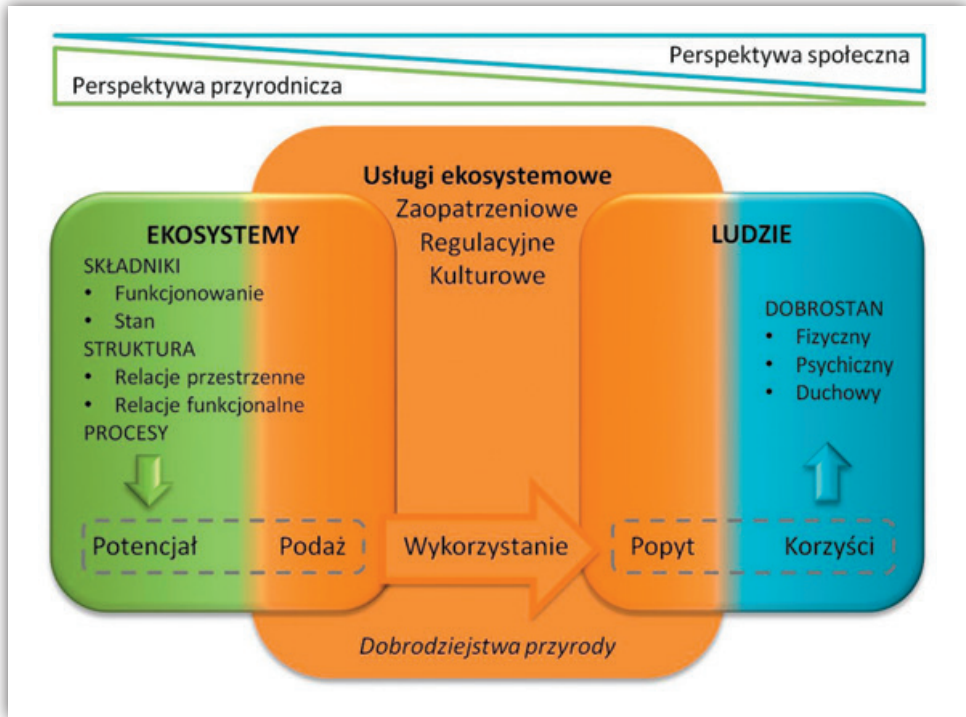 Perspektywa społeczna
Perspektywa przyrodnicza
Usługi ekosystemowe
Zaopatrzeniowe
Regulacyjne
Kulturowe
EKOSYSTEMY
SKŁADNIKI
• Funkcjonowanie
• Stan
STRUKTURA
• Relacje przestrzenne
• Relacje funkcjonalne
PROCESY
LUDZIE
DOBROSTAN
• Fizyczny
• Psychiczny
• Duchowy
Potencjał Podaż Wykorzystanie Popyt Korzyści
Dobrodziejstwa przyrody